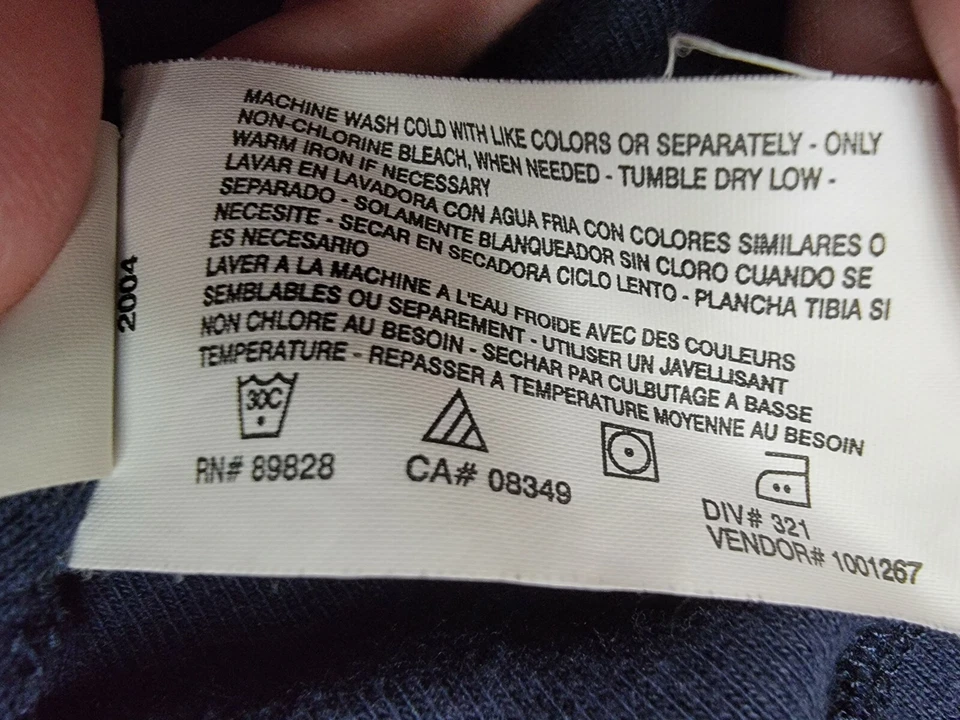 MACHINE WASH COLD WITH LIKE COLORS OR SEPARATELY - ONLY
NON-CHLORINE BLEACH, WHEN NEEDED - TUMBLE DRY LOW -
WARM IRON IF NECESSARY
LAVAR EN LAVADORA CON AGUA FRIA CON COLORES SIMILARES O
SEPARADO - SOLAMENTE BLANQUEADOR SIN CLORO CUANDO SE
NECESITE - SECAR EN SECADORA CICLO LENTO - PLANCHA TIBIA SI
ES NECESARIO
LAVER A LA MACHINE A L'EAU FROIDE AVEC DES COULEURS
SEMBLABLES OU SEPAREMENT - UTILISER UN JAVELLISANT
NON CHLORE AU BESOIN - SECHAR PAR CULBUTAGE A BASSE
TEMPERATURE - REPASSER A TEMPERATURE MOYENNE AU BESOIN
30C
RN# 89828
CA# 08349
DIV# 321
VENDOR# 1001267
2004